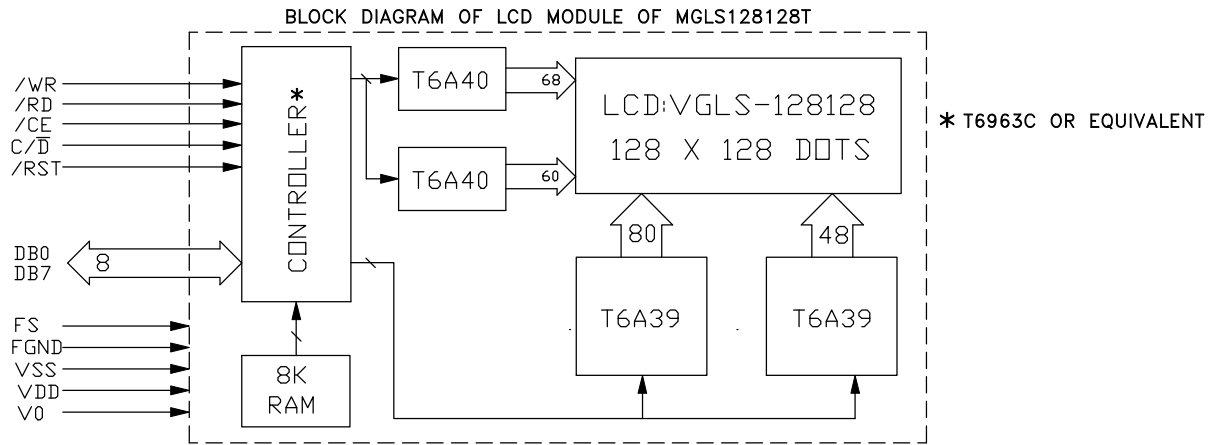 BLOCK DIAGRAM OF LCD MODULE OF MGLS128128T
/WR
/RD
/CE
C/D̅
/RST
DB0
DB7
8
FS
FGND
VSS
VDD
V0
CONTROLLER*
8K
RAM
T6A40
68
T6A40
60
LCD:VGLS-128128
128 X 128 DOTS
80
48
T6A39
T6A39
* T6963C OR EQUIVALENT